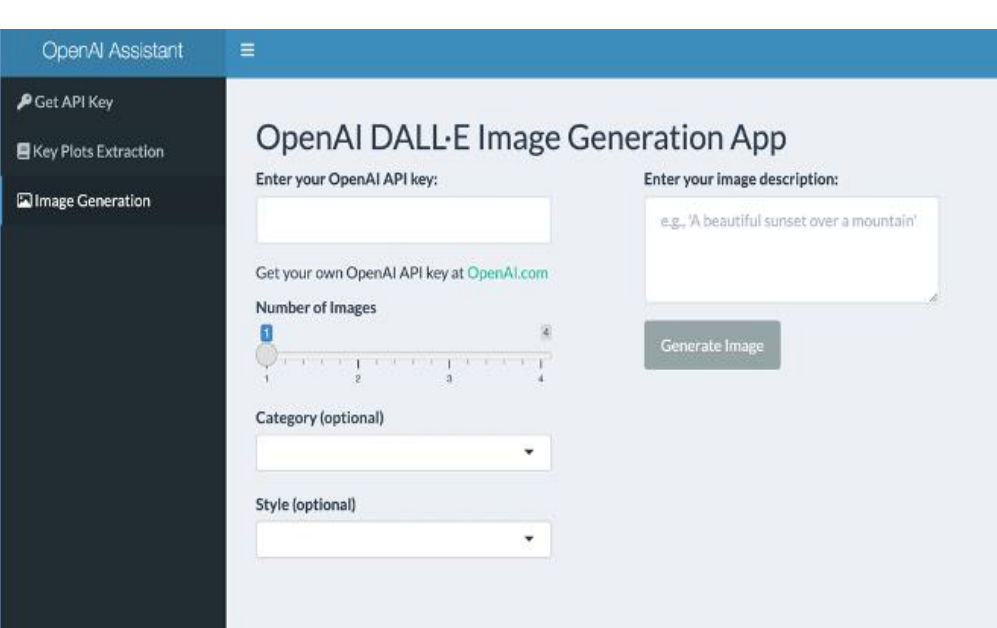 OpenAI Assistant
Get API Key
Key Plots Extraction
Image Generation
OpenAI DALL·E Image Generation App
Enter your OpenAI API key:
Get your own OpenAI API key at OpenAI.com
Number of Images
1 4
1 2 3 4
Category (optional)
Style (optional)
Enter your image description:
e.g., 'A beautiful sunset over a mountain'
Generate Image